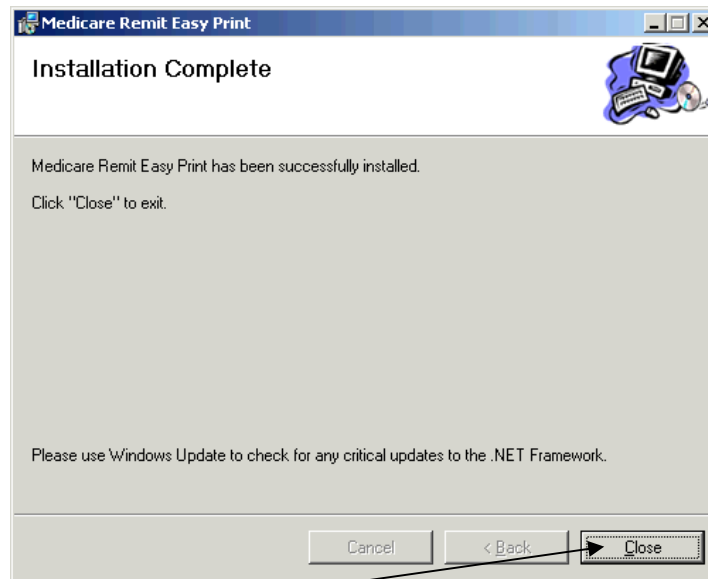 Medicare Remit Easy Print
Installation Complete
Medicare Remit Easy Print has been successfully installed.
Click "Close" to exit.
Please use Windows Update to check for any critical updates to the .NET Framework.
Cancel
< Back
Close